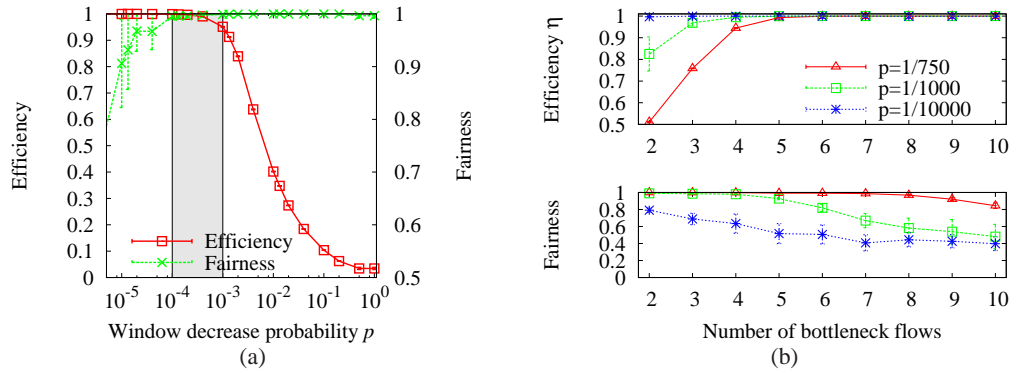 Efficiency
1
0.9
0.8
0.7
0.6
0.5
0.4
0.3
0.2
0.1
0
10^-5 10^-4 10^-3 10^-2 10^-1 10^0
Window decrease probability p
1
0.9
0.8
0.7
0.6
0.5
Fairness
Efficiency
Fairness
(a)
Efficiency η
1
0.9
0.8
0.7
0.6
0.5
p=1/750
p=1/1000
p=1/10000
2 3 4 5 6 7 8 9 10
Fairness
1
0.8
0.6
0.4
0.2
0
2 3 4 5 6 7 8 9 10
Number of bottleneck flows
(b)